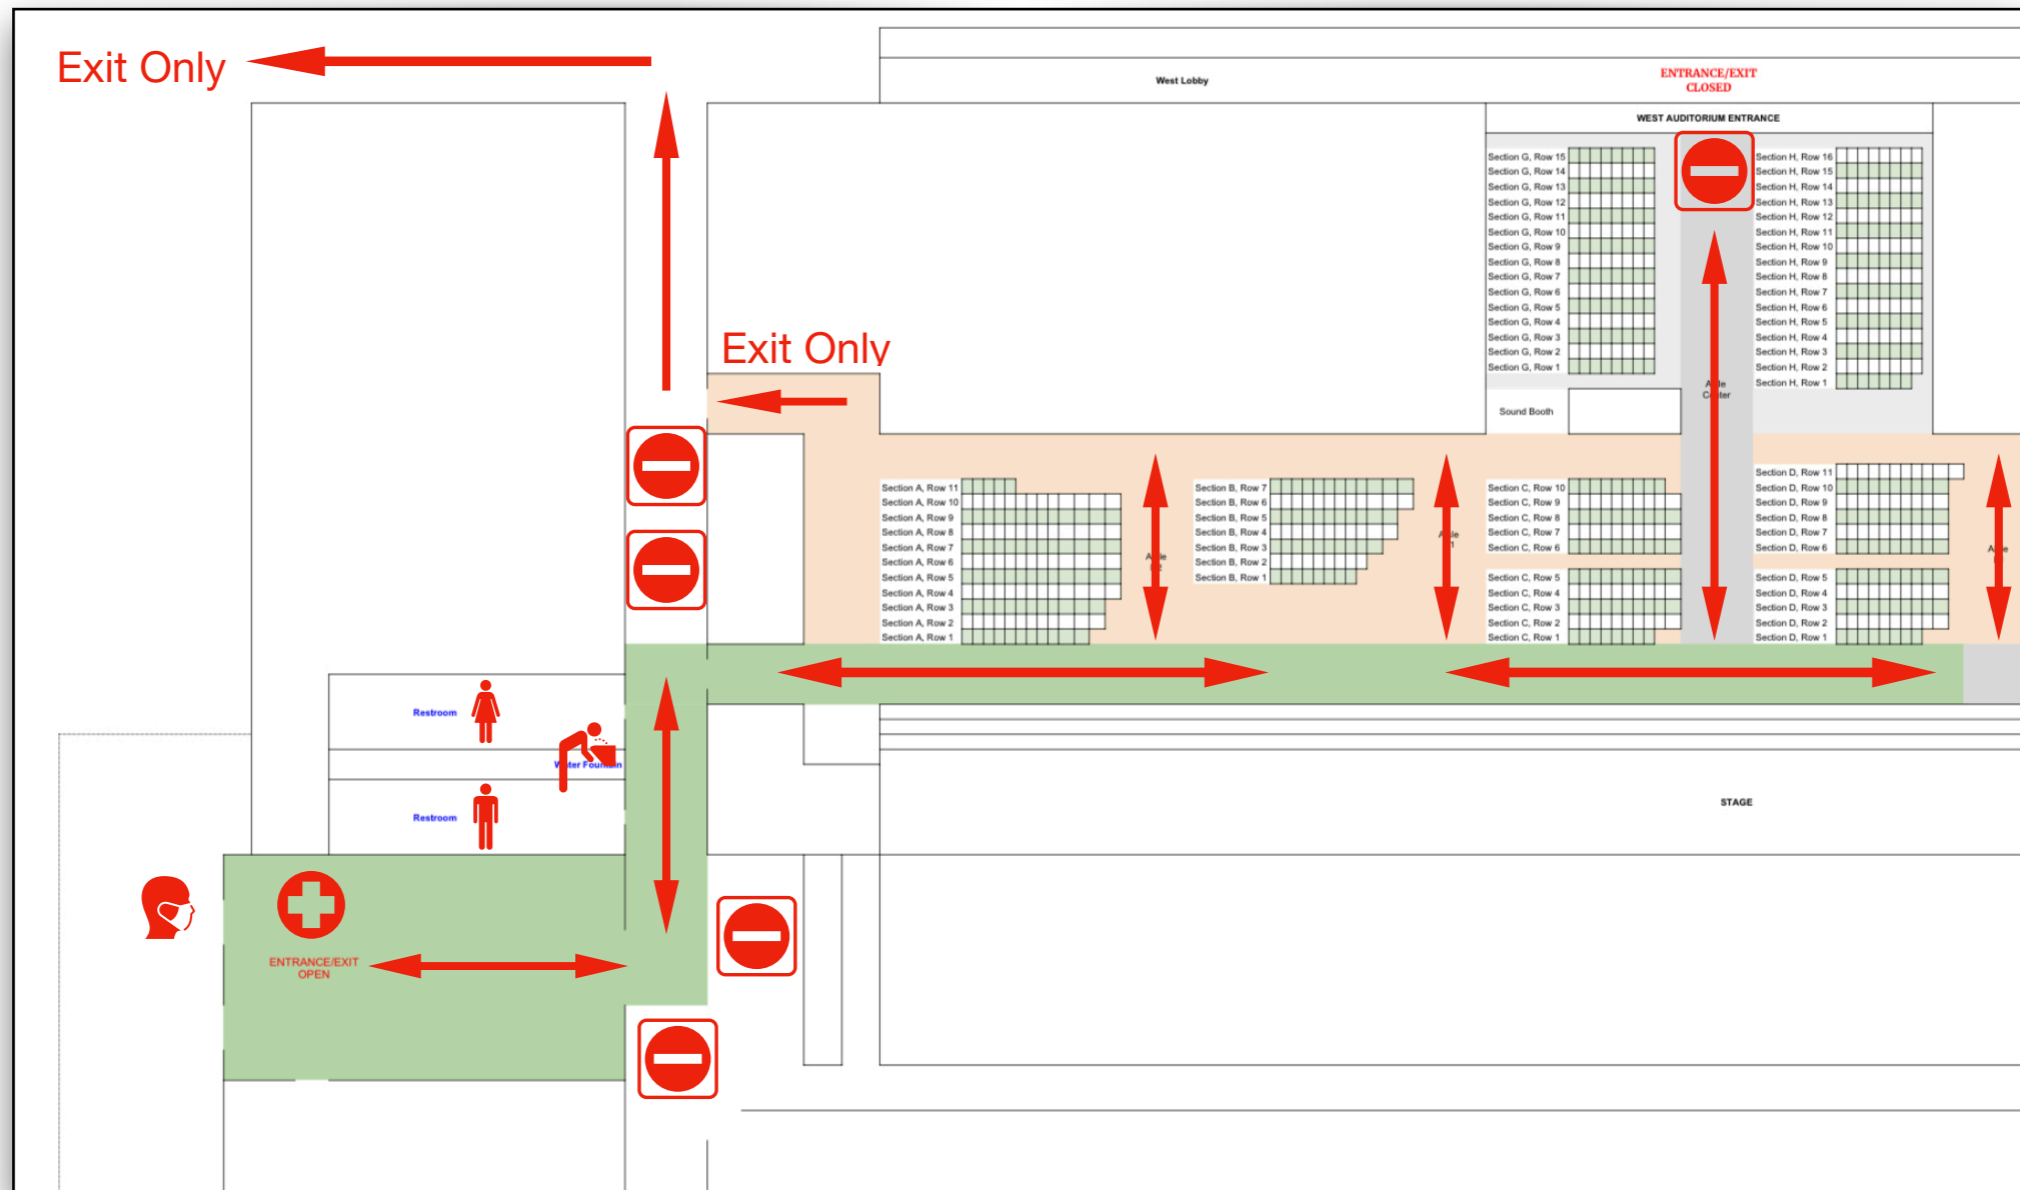 Exit Only
West Lobby
ENTRANCE/EXIT
CLOSED
WEST AUDITORIUM ENTRANCE
Section G, Row 15
Section G, Row 14
Section G, Row 13
Section G, Row 12
Section G, Row 11
Section G, Row 10
Section G, Row 9
Section G, Row 8
Section G, Row 7
Section G, Row 6
Section G, Row 5
Section G, Row 4
Section G, Row 3
Section G, Row 2
Section G, Row 1
Section H, Row 16
Section H, Row 15
Section H, Row 14
Section H, Row 13
Section H, Row 12
Section H, Row 11
Section H, Row 10
Section H, Row 9
Section H, Row 8
Section H, Row 7
Section H, Row 6
Section H, Row 5
Section H, Row 4
Section H, Row 3
Section H, Row 2
Section H, Row 1
Exit Only
Sound Booth
Section A, Row 11
Section A, Row 10
Section A, Row 9
Section A, Row 8
Section A, Row 7
Section A, Row 6
Section A, Row 5
Section A, Row 4
Section A, Row 3
Section A, Row 2
Section A, Row 1
Section B, Row 7
Section B, Row 6
Section B, Row 5
Section B, Row 4
Section B, Row 3
Section B, Row 2
Section B, Row 1
Section C, Row 10
Section C, Row 9
Section C, Row 8
Section C, Row 7
Section C, Row 6
Section C, Row 5
Section C, Row 4
Section C, Row 3
Section C, Row 2
Section C, Row 1
Section D, Row 11
Section D, Row 10
Section D, Row 9
Section D, Row 8
Section D, Row 7
Section D, Row 6
Section D, Row 5
Section D, Row 4
Section D, Row 3
Section D, Row 2
Section D, Row 1
Restroom
Water Fountain
Restroom
STAGE
ENTRANCE/EXIT
OPEN